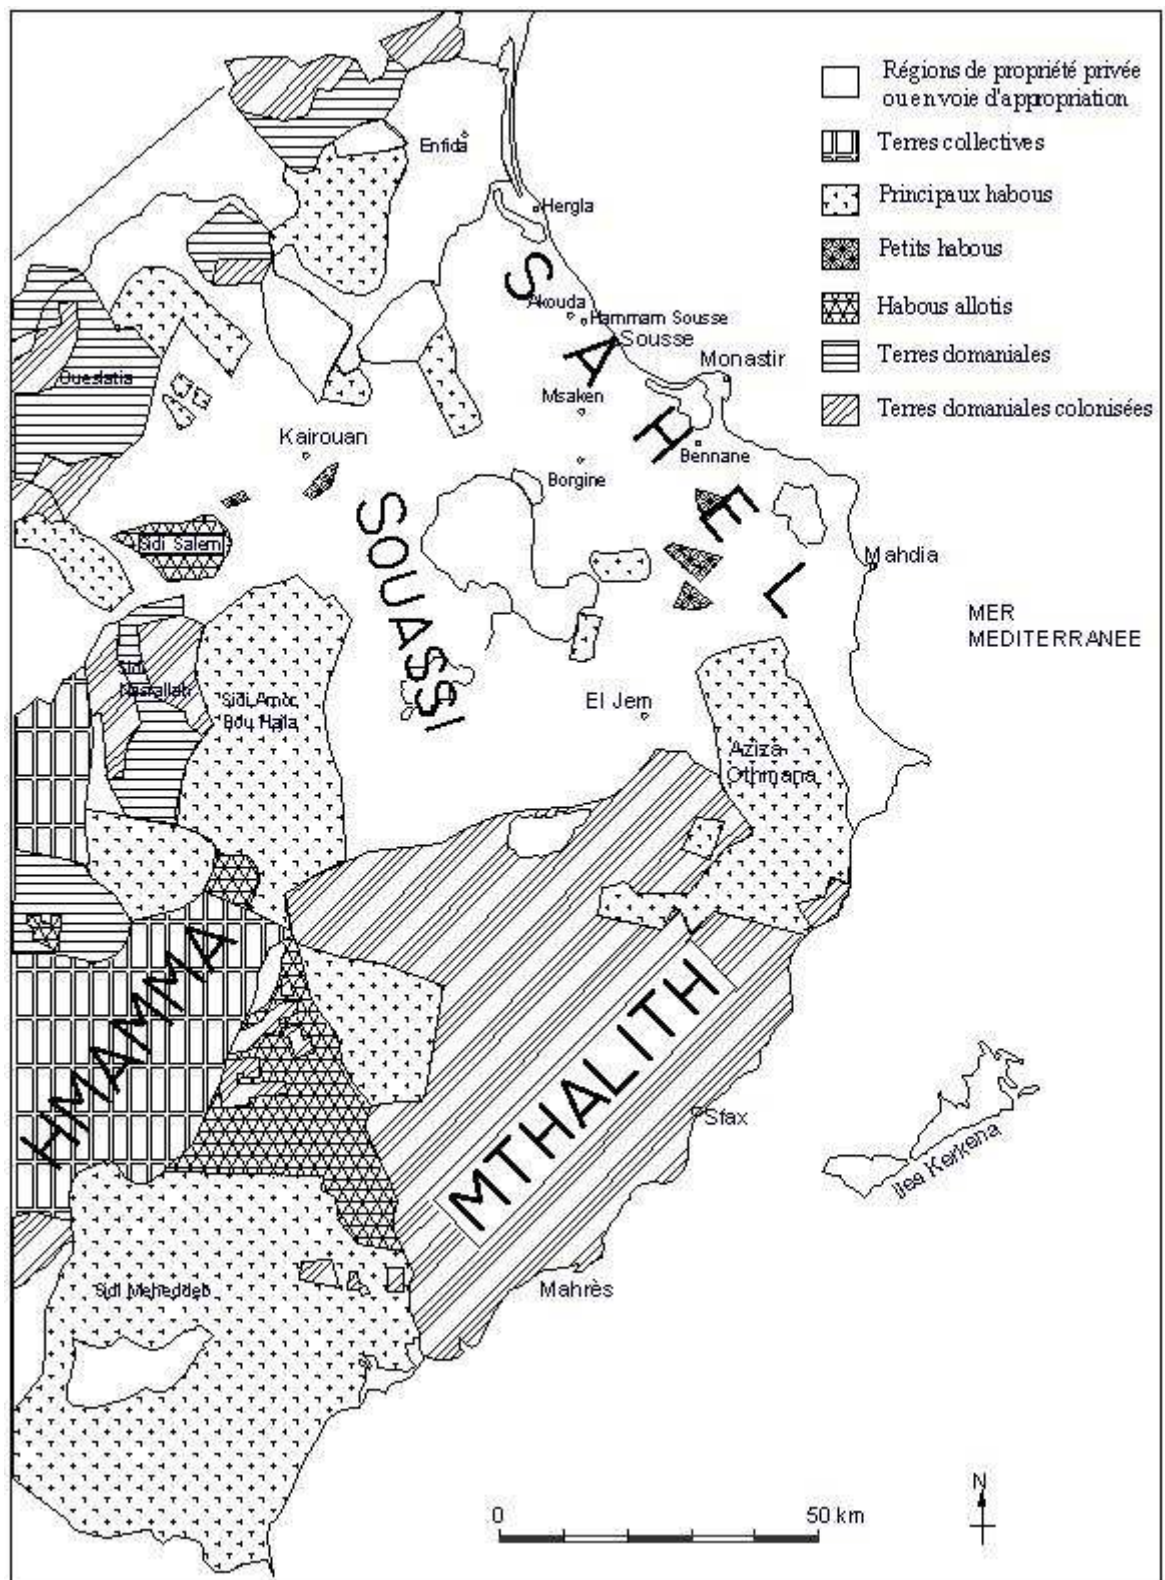 Régions de propriété privée
ou en voie d'appropriation
Terres collectives
Principaux habous
Petits habous
Habous allotis
Terres domaniales
Terres domaniales colonisées
Enfida
Hergla
SAHEL
Akouda
Hammam Sousse
Sousse
Monastir
Oueslatia
Msaken
Kairouan
Bennane
Borgine
SOUASSI
Sidi Salem
Mahdia
MER
MEDITERRANEE
Sidi
Nasrallah
Sidi Amor
Bou Hajla
El Jem
Aziza
Othmana
HMAMMA
MTHALITH
Sfax
Iles Kerkena
Sidi Meheddeb
Mahrès
N
0 50 km